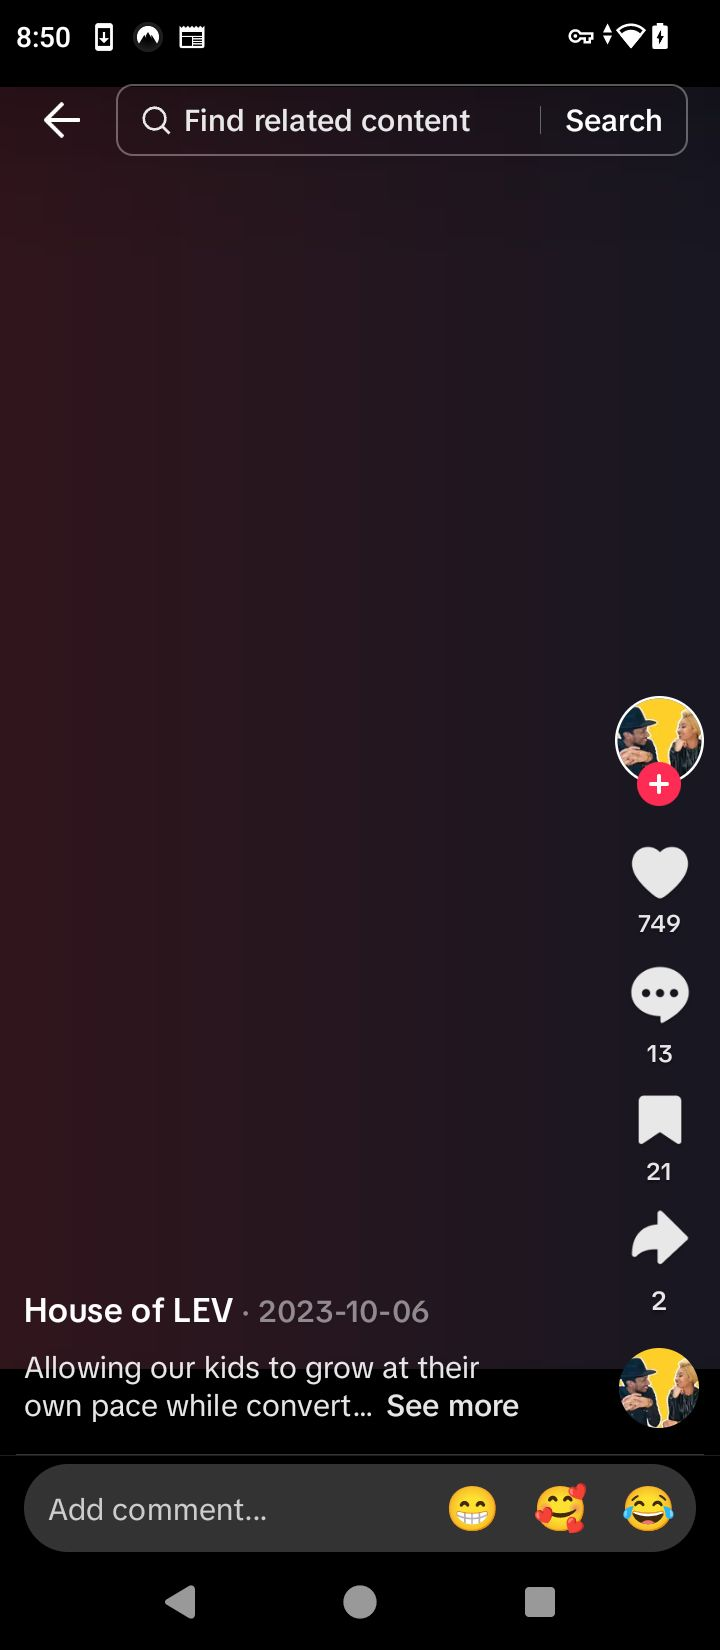 8:50
Find related content
Search
749
13
21
2
House of LEV · 2023-10-06
Allowing our kids to grow at their
own pace while convert... See more
Add comment...